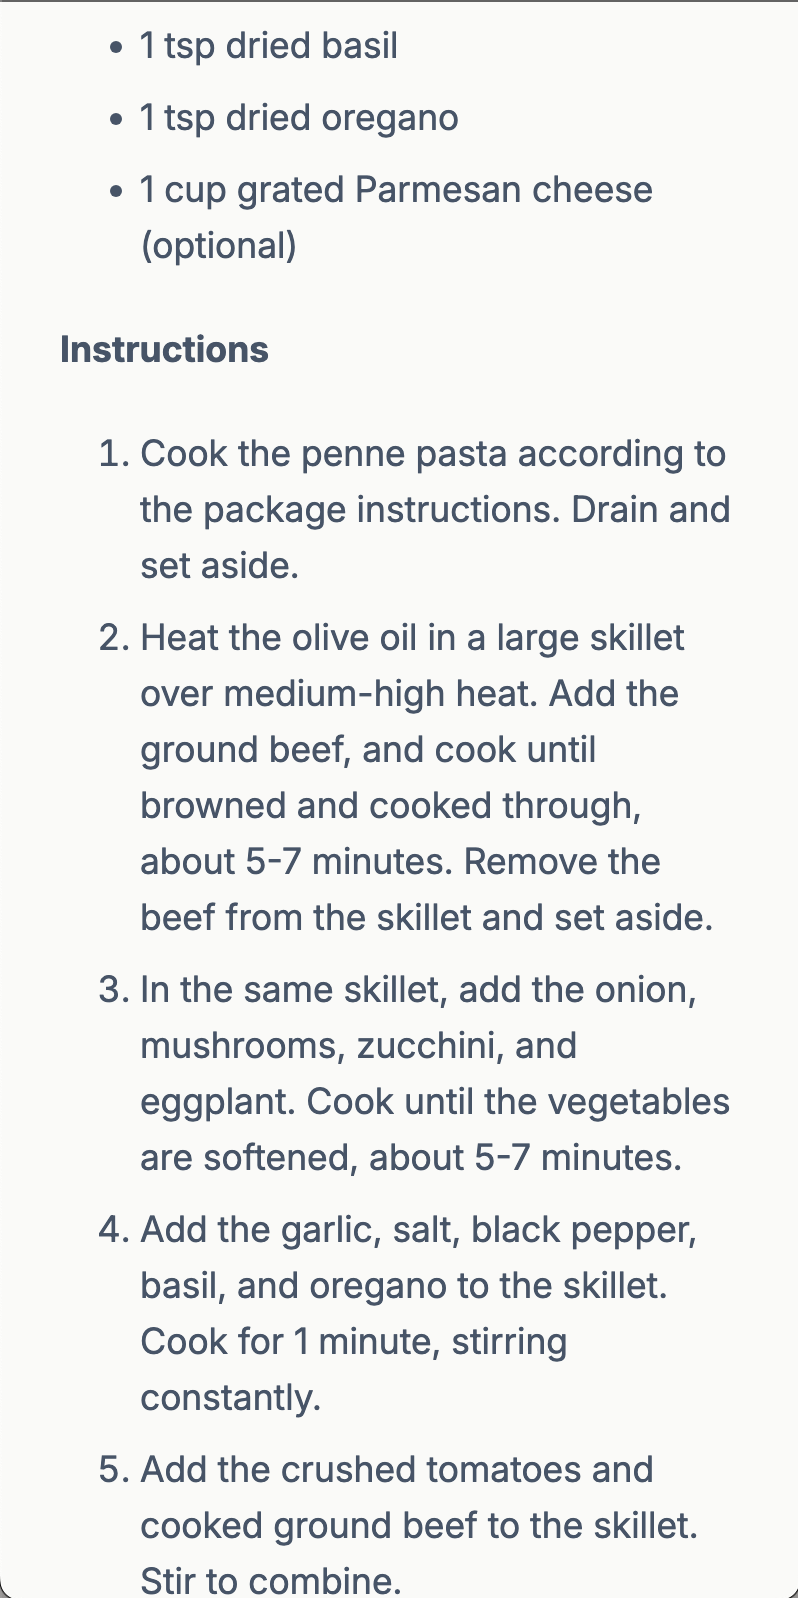 • 1 tsp dried basil
• 1 tsp dried oregano
• 1 cup grated Parmesan cheese
(optional)
Instructions
1. Cook the penne pasta according to
the package instructions. Drain and
set aside.
2. Heat the olive oil in a large skillet
over medium-high heat. Add the
ground beef, and cook until
browned and cooked through,
about 5-7 minutes. Remove the
beef from the skillet and set aside.
3. In the same skillet, add the onion,
mushrooms, zucchini, and
eggplant. Cook until the vegetables
are softened, about 5-7 minutes.
4. Add the garlic, salt, black pepper,
basil, and oregano to the skillet.
Cook for 1 minute, stirring
constantly.
5. Add the crushed tomatoes and
cooked ground beef to the skillet.
Stir to combine.